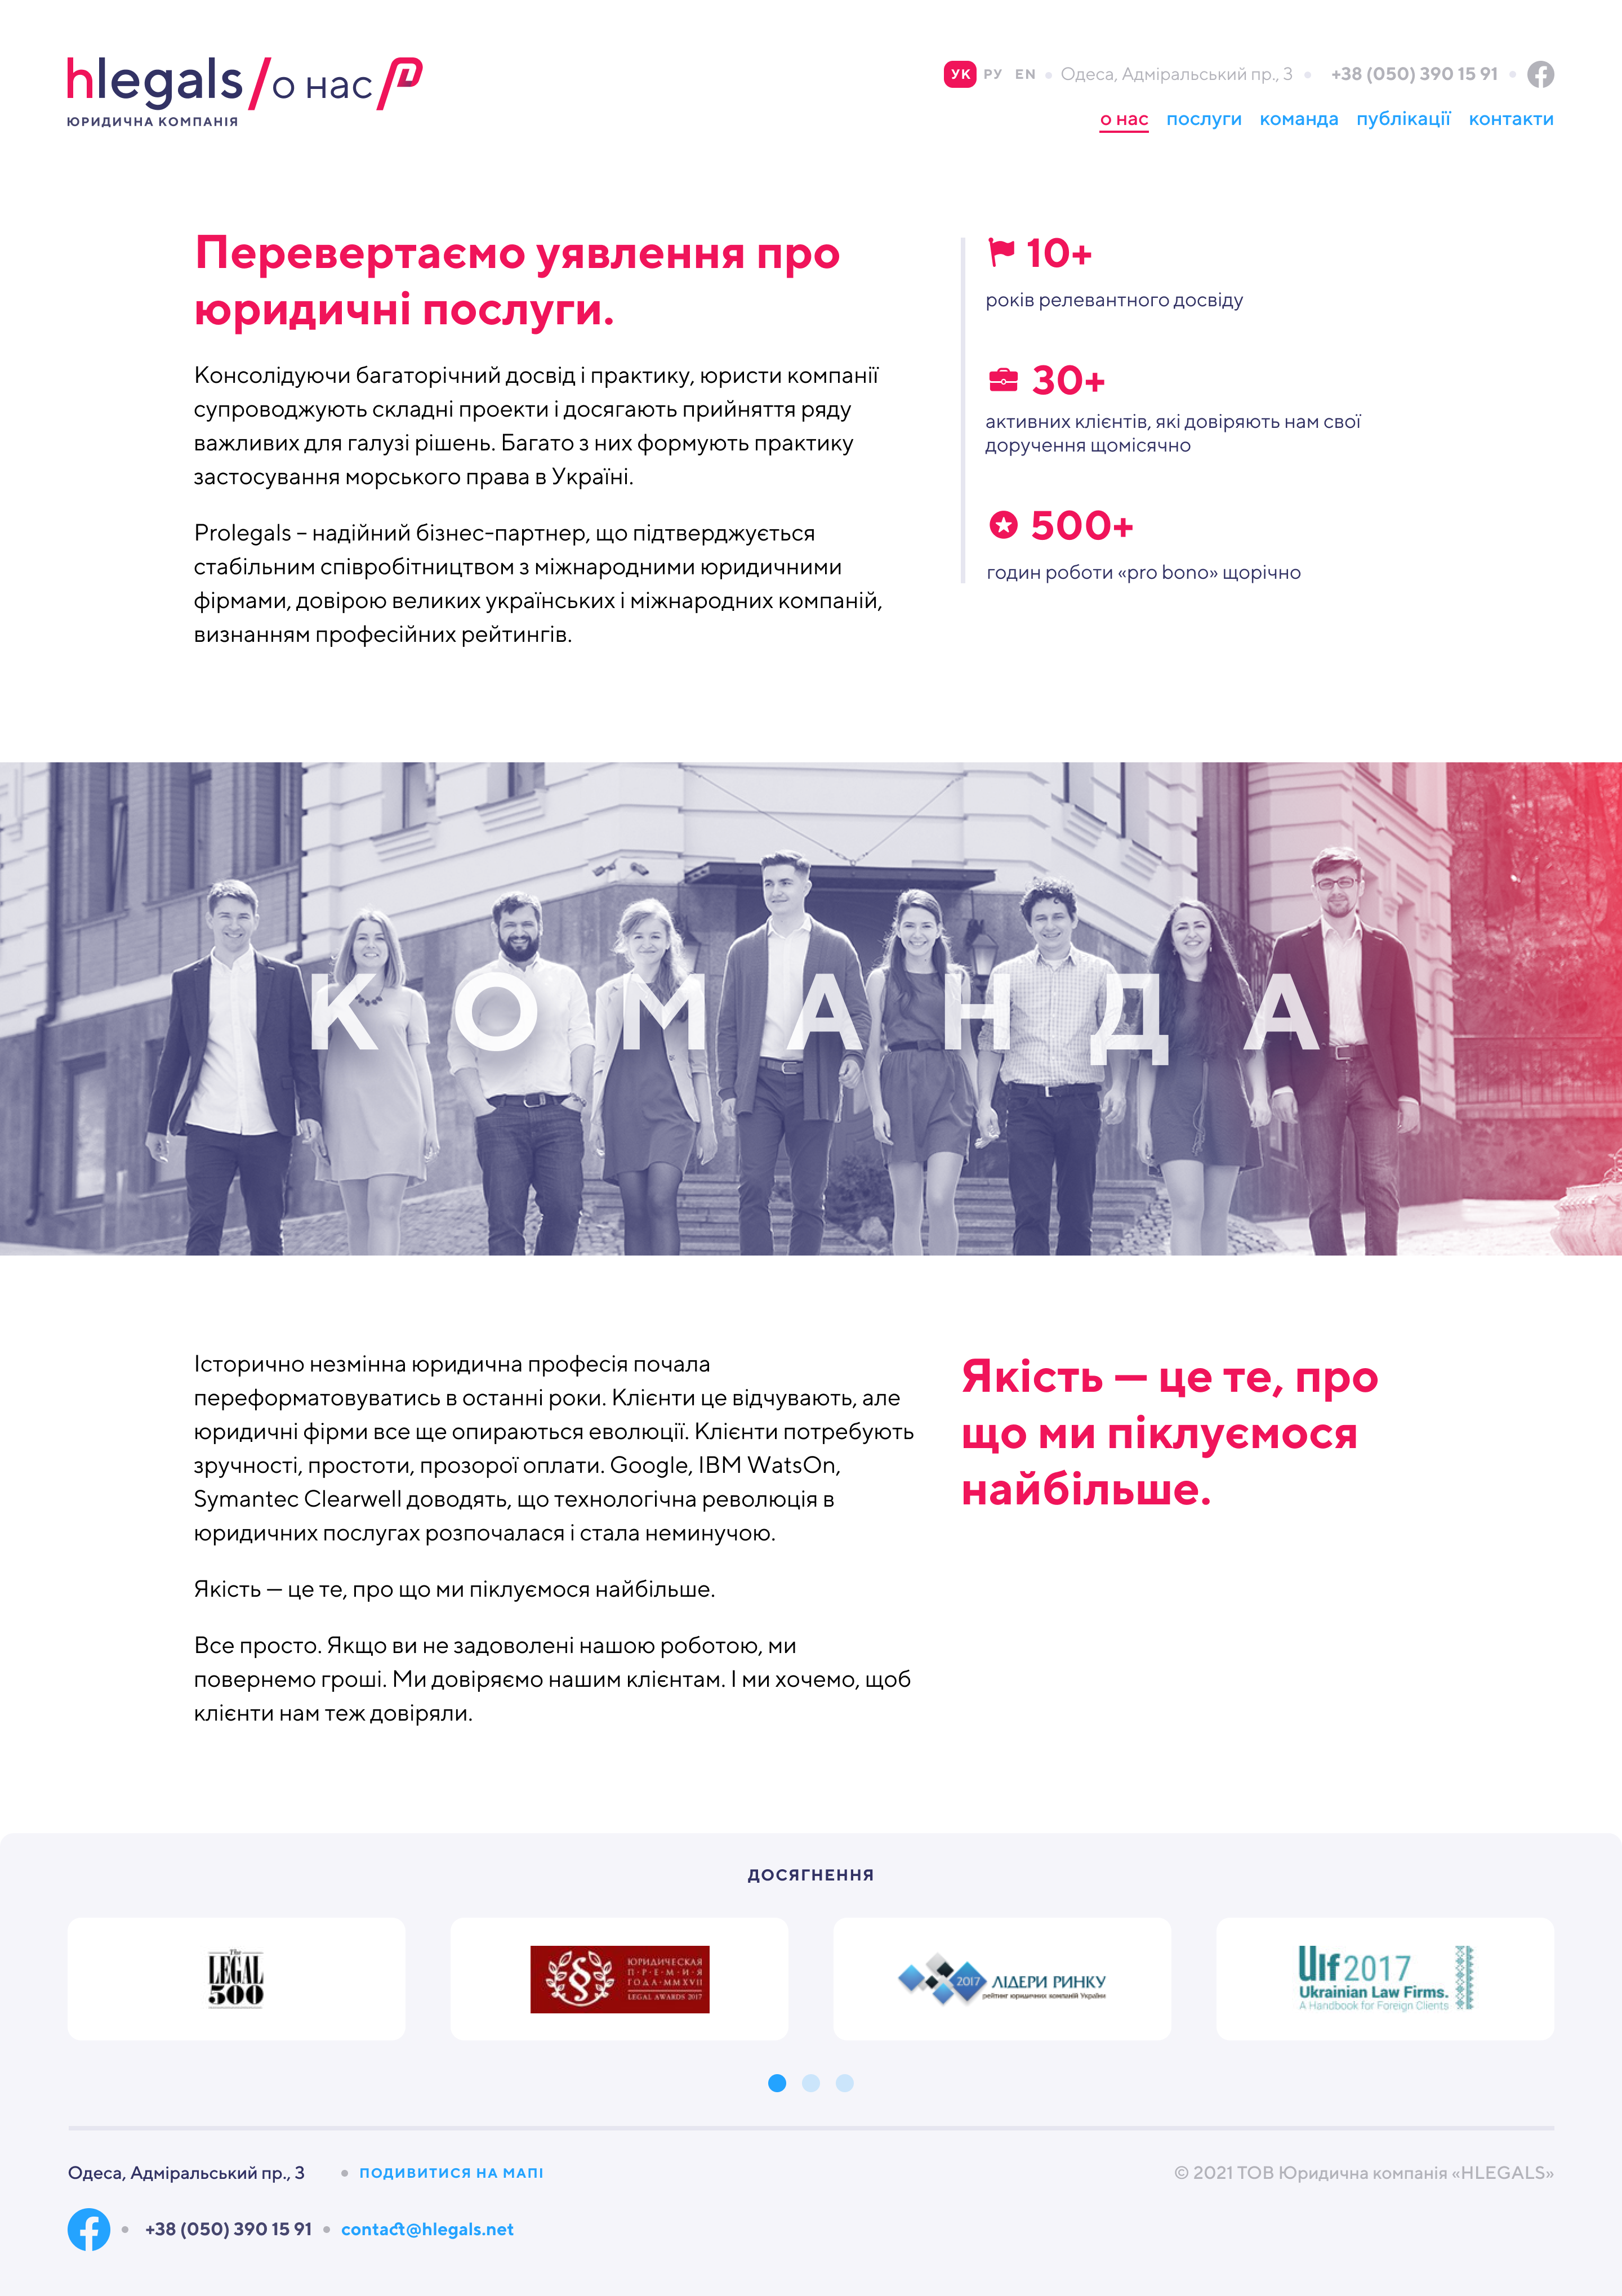 hlegals/о нас
ЮРИДИЧНА КОМПАНІЯ
УК РУ EN • Одеса, Адміральський пр., 3 • +38 (050) 390 15 91 •
о нас послуги команда публікації контакти
Перевертаємо уявлення про
юридичні послуги.
Консолідуючи багаторічний досвід і практику, юристи компанії
супроводжують складні проекти і досягають прийняття ряду
важливих для галузі рішень. Багато з них формують практику
застосування морського права в Україні.
Prolegals – надійний бізнес-партнер, що підтверджується
стабільним співробітництвом з міжнародними юридичними
фірмами, довірою великих українських і міжнародних компаній,
визнанням професійних рейтингів.
10+
років релевантного досвіду
30+
активних клієнтів, які довіряють нам свої
доручення щомісячно
500+
годин роботи «pro bono» щорічно
КОМАНДА
Історично незмінна юридична професія почала
переформатовуватись в останні роки. Клієнти це відчувають, але
юридичні фірми все ще опираються еволюції. Клієнти потребують
зручності, простоти, прозорої оплати. Google, IBM WatsOn,
Symantec Clearwell доводять, що технологічна революція в
юридичних послугах розпочалася і стала неминучою.
Якість — це те, про що ми піклуємося найбільше.
Все просто. Якщо ви не задоволені нашою роботою, ми
повернемо гроші. Ми довіряємо нашим клієнтам. І ми хочемо, щоб
клієнти нам теж довіряли.
Якість — це те, про
що ми піклуємося
найбільше.
ДОСЯГНЕННЯ
The
LEGAL
500
ЮРИДИЧЕСКАЯ
П·Р·Е·М·И·Я
ГОДА·MMXVII
LEGAL AWARDS 2017
2017 ЛІДЕРИ РИНКУ
рейтинг юридичних компаній України
Ulf 2017
Ukrainian Law Firms.
A Handbook for Foreign Clients
Одеса, Адміральський пр., 3 • ПОДИВИТИСЯ НА МАПІ
© 2021 ТОВ Юридична компанія «HLEGALS»
• +38 (050) 390 15 91 • contact@hlegals.net